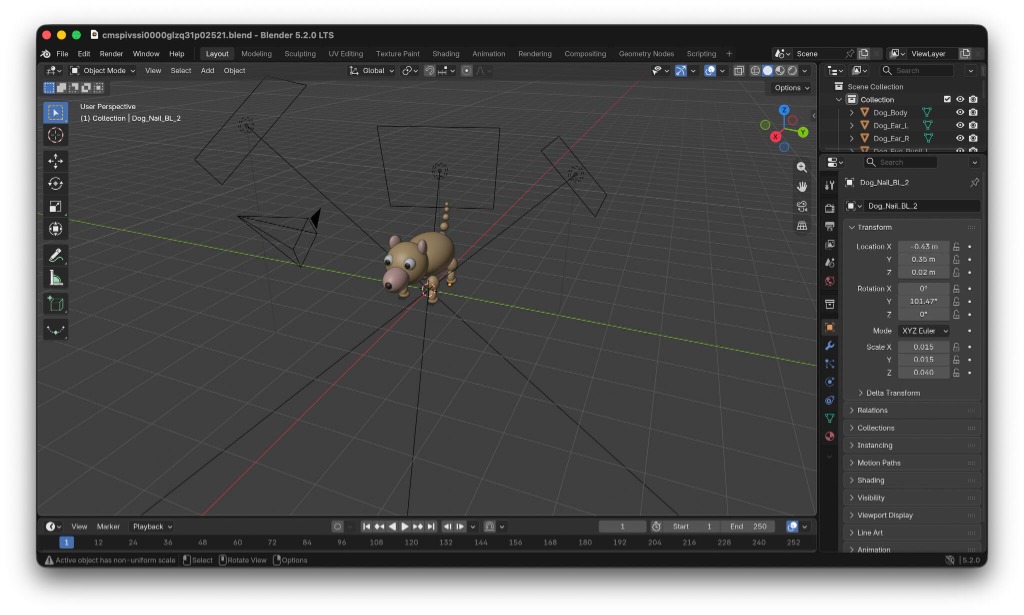 cmspivssi0000glzq31p02521.blend - Blender 5.2.0 LTS
File Edit Render Window Help Layout Modeling Sculpting UV Editing Texture Paint Shading Animation Rendering Compositing Geometry Nodes Scripting + Scene ViewLayer
Object Mode View Select Add Object Global Search
Options
Scene Collection
Collection
User Perspective
(1) Collection | Dog_Nail_BL_2
Z
Y
X
Dog_Body
Dog_Ear_L
Dog_Ear_R
Search
Dog_Nail_BL_2
Dog_Nail_BL_2
Transform
Location X -0.43 m
Y 0.35 m
Z 0.02 m
Rotation X 0°
Y 101.47°
Z 0°
Mode XYZ Euler
Scale X 0.015
Y 0.015
Z 0.040
Delta Transform
Relations
Collections
Instancing
Motion Paths
Shading
Visibility
Viewport Display
Line Art
Animation
View Marker Playback 1 Start 1 End 250
1 12 24 36 48 60 72 84 96 108 120 132 144 156 168 180 192 204 216 228 240 252
Active object has non-uniform scale Select Rotate View Options 5.2.0